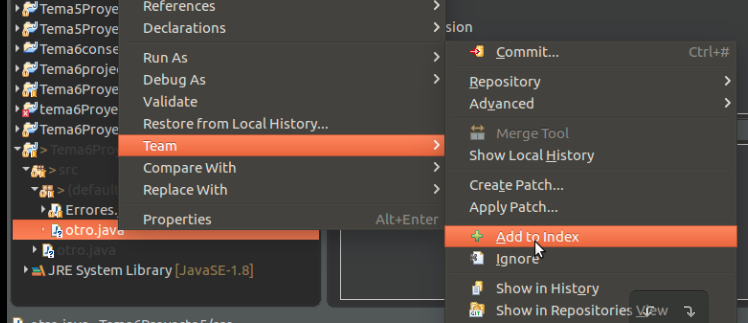 Tema5Proye
Tema5Proye
Tema6conse
Tema6proje
Tema6Proye
tema6Proye
Tema6Proye
> Tema6Pro
> src
> (default
Errores.
otro.java
otro.java
JRE System Library [JavaSE-1.8]
References
Declarations
Run As
Debug As
Validate
Restore from Local History...
Team
Compare With
Replace With
Properties Alt+Enter
sion
Commit... Ctrl+#
Repository
Advanced
Merge Tool
Show Local History
Create Patch...
Apply Patch...
Add to Index
Ignore
Show in History
Show in Repositories View